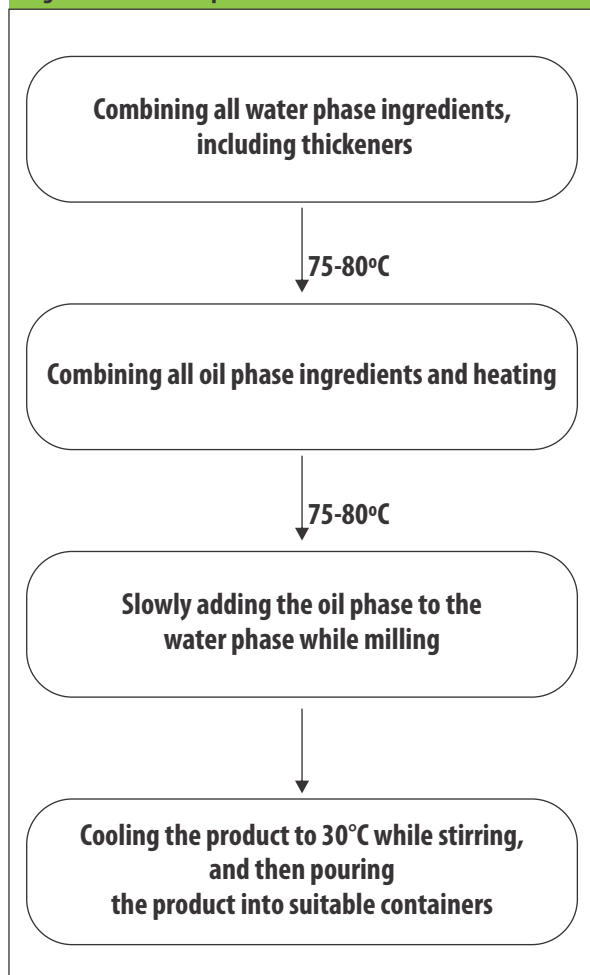 Combining all water phase ingredients,
including thickeners
75-80ºC
Combining all oil phase ingredients and heating
75-80ºC
Slowly adding the oil phase to the
water phase while milling
Cooling the product to 30°C while stirring,
and then pouring
the product into suitable containers